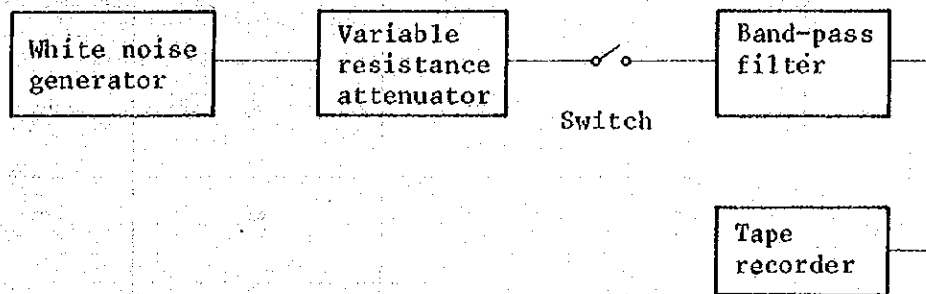 White noise
generator
Variable
resistance
attenuator
Switch
Band-pass
filter
Tape
recorder